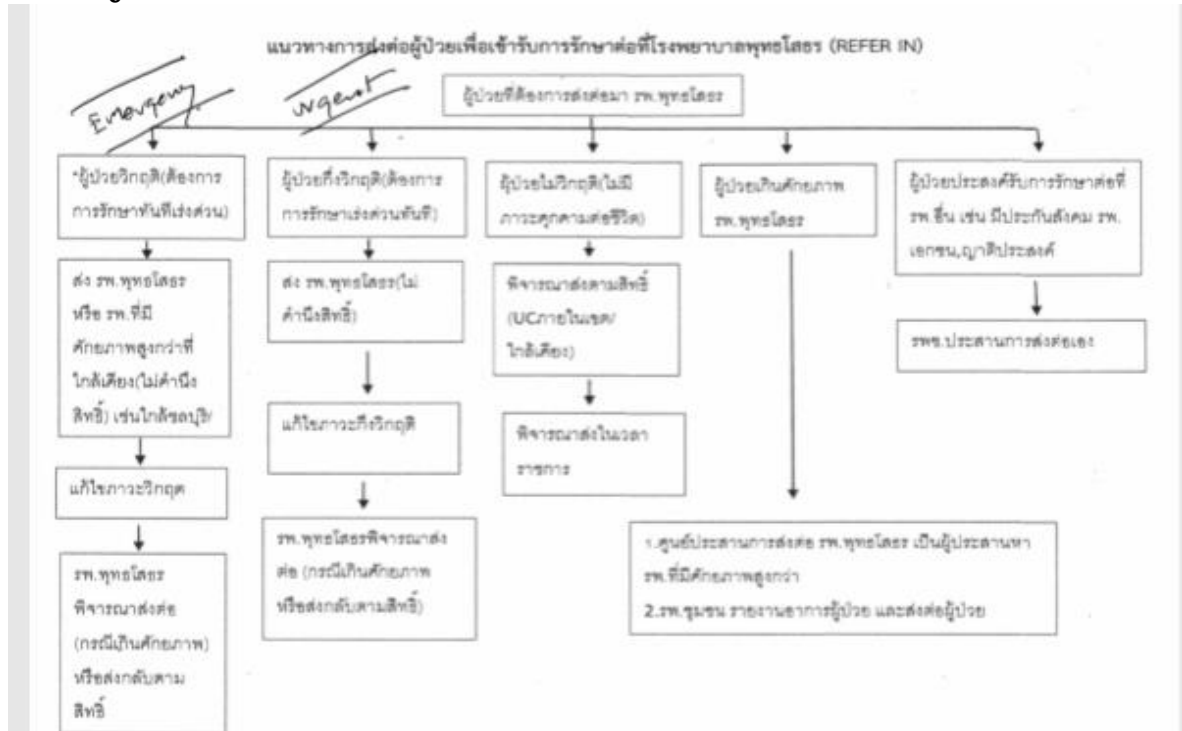 แนวทางการส่งต่อผู้ป่วยเพื่อเข้ารับการรักษาต่อที่โรงพยาบาลพุทธโสธร (REFER IN)
Emergency
Urgent
ผู้ป่วยที่ต้องการส่งต่อมา รพ.พุทธโสธร
*ผู้ป่วยวิกฤติ(ต้องการ
การรักษาทันทีเร่งด่วน)
ส่ง รพ.พุทธโสธร
หรือ รพ.ที่มี
ศักยภาพสูงกว่าที่
ใกล้เคียง(ไม่คำนึง
สิทธิ์) เช่นใกล้ชลบุรี/
แก้ไขภาวะวิกฤต
รพ.พุทธโสธร
พิจารณาส่งต่อ
(กรณีเกินศักยภาพ)
หรือส่งกลับตาม
สิทธิ์
ผู้ป่วยกึ่งวิกฤติ(ต้องการ
การรักษาเร่งด่วนทันที)
ส่ง รพ.พุทธโสธร(ไม่
คำนึงสิทธิ์)
แก้ไขภาวะกึ่งวิกฤติ
รพ.พุทธโสธรพิจารณาส่ง
ต่อ (กรณีเกินศักยภาพ
หรือส่งกลับตามสิทธิ์)
ผู้ป่วยไม่วิกฤติ(ไม่มี
ภาวะคุกคามต่อชีวิต)
พิจารณาส่งตามสิทธิ์
(UCภายในเขต/
ใกล้เคียง)
พิจารณาส่งในเวลา
ราชการ
ผู้ป่วยเกินศักยภาพ
รพ.พุทธโสธร
1.ศูนย์ประสานการส่งต่อ รพ.พุทธโสธร เป็นผู้ประสานหา
รพ.ที่มีศักยภาพสูงกว่า
2.รพ.ชุมชน รายงานอาการผู้ป่วย และส่งต่อผู้ป่วย
ผู้ป่วยประสงค์รับการรักษาต่อที่
รพ.อื่น เช่น มีประกันสังคม รพ.
เอกชน,ญาติประสงค์
รพช.ประสานการส่งต่อเอง